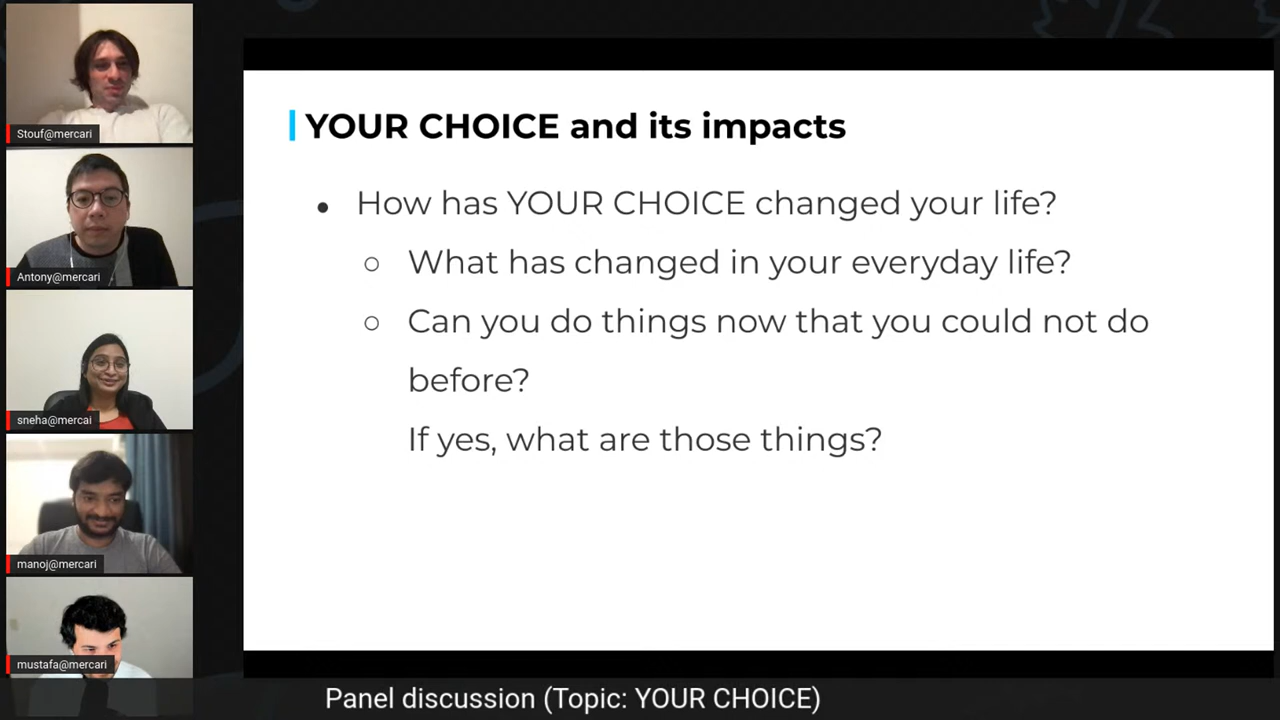 Stouf@mercari
Antony@mercari
sneha@mercai
manoj@mercari
mustafa@mercari
YOUR CHOICE and its impacts
● How has YOUR CHOICE changed your life?
○ What has changed in your everyday life?
○ Can you do things now that you could not do
before?
If yes, what are those things?
Panel discussion (Topic: YOUR CHOICE)